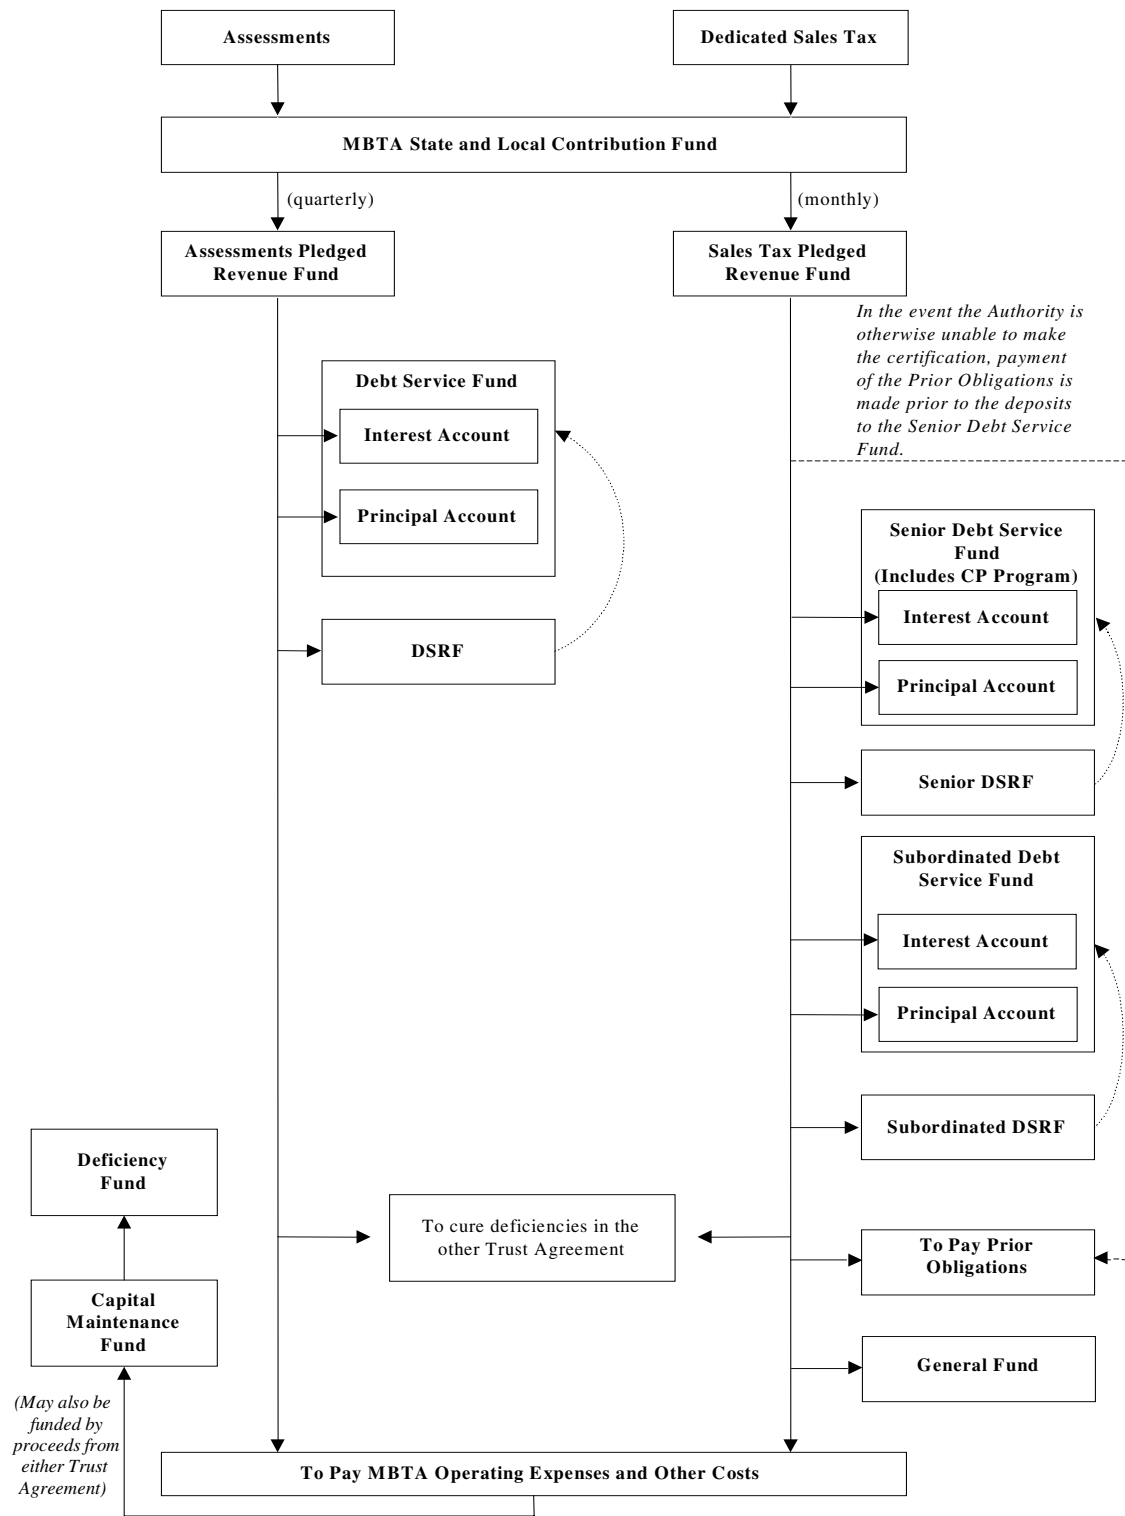 Assessments
Dedicated Sales Tax
MBTA State and Local Contribution Fund
(quarterly)
(monthly)
Assessments Pledged
Revenue Fund
Sales Tax Pledged
Revenue Fund
In the event the Authority is
otherwise unable to make
the certification, payment
of the Prior Obligations is
made prior to the deposits
to the Senior Debt Service
Fund.
Debt Service Fund
Interest Account
Principal Account
DSRF
Senior Debt Service
Fund
(Includes CP Program)
Interest Account
Principal Account
Senior DSRF
Subordinated Debt
Service Fund
Interest Account
Principal Account
Subordinated DSRF
Deficiency
Fund
To cure deficiencies in the
other Trust Agreement
To Pay Prior
Obligations
Capital
Maintenance
Fund
General Fund
(May also be
funded by
proceeds from
either Trust
Agreement)
To Pay MBTA Operating Expenses and Other Costs